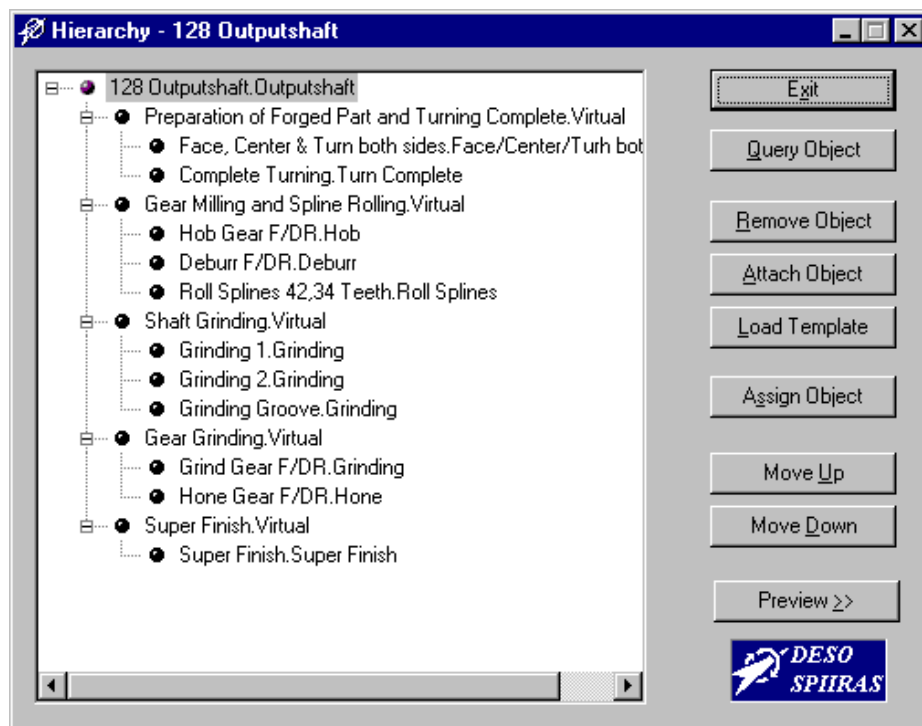 Hierarchy - 128 Outputshaft
128 Outputshaft.Outputshaft
Preparation of Forged Part and Turning Complete.Virtual
Face, Center & Turn both sides.Face/Center/Turh bot
Complete Turning.Turn Complete
Gear Milling and Spline Rolling.Virtual
Hob Gear F/DR.Hob
Deburr F/DR.Deburr
Roll Splines 42,34 Teeth.Roll Splines
Shaft Grinding.Virtual
Grinding 1.Grinding
Grinding 2.Grinding
Grinding Groove.Grinding
Gear Grinding.Virtual
Grind Gear F/DR.Grinding
Hone Gear F/DR.Hone
Super Finish.Virtual
Super Finish.Super Finish
Exit
Query Object
Remove Object
Attach Object
Load Template
Assign Object
Move Up
Move Down
Preview >>
DESO
SPIIRAS